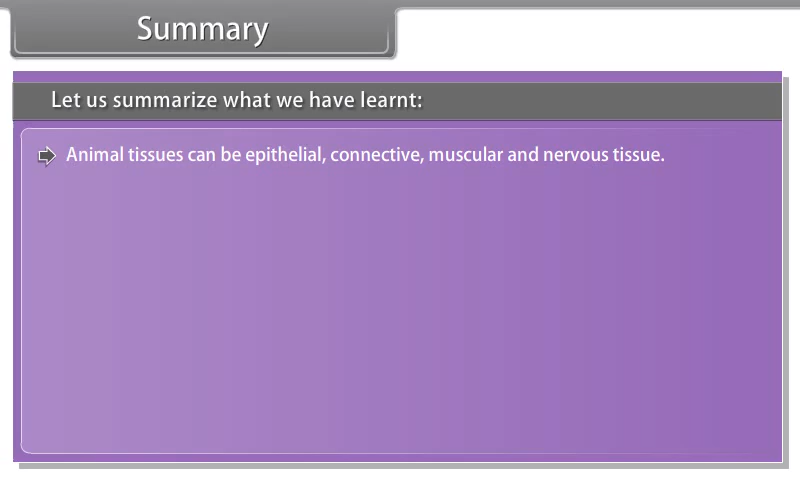 Summary
Let us summarize what we have learnt:
Animal tissues can be epithelial, connective, muscular and nervous tissue.